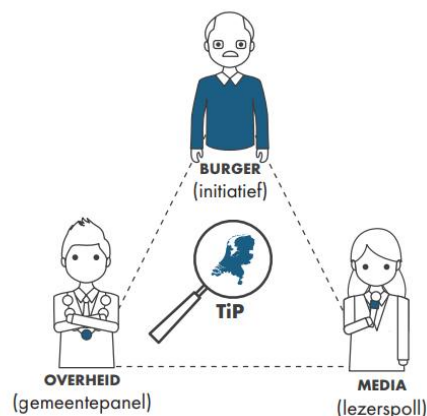 BURGER
(initiatief)
TiP
OVERHEID
(gemeentepanel)
MEDIA
(lezerspoll)